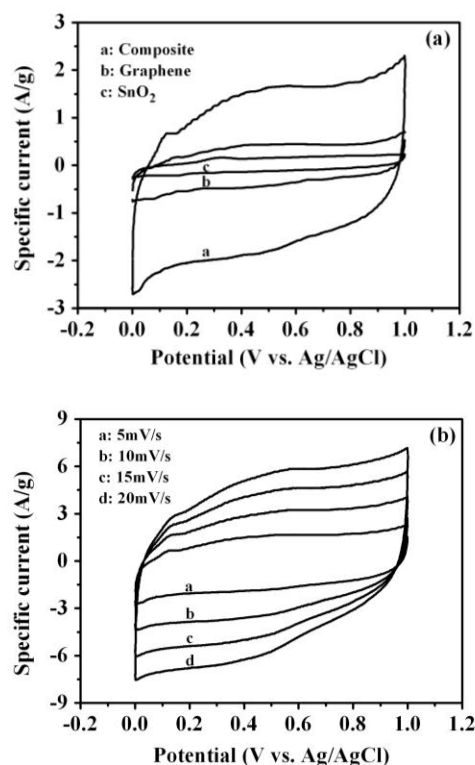 (a)
a: Composite
b: Graphene
c: SnO₂
3
2
1
0
-1
-2
-3
c
b
a
-0.2 0.0 0.2 0.4 0.6 0.8 1.0 1.2
Specific current (A/g)
Potential (V vs. Ag/AgCl)
(b)
a: 5mV/s
b: 10mV/s
c: 15mV/s
d: 20mV/s
9
6
3
0
-3
-6
-9
a
b
c
d
-0.2 0.0 0.2 0.4 0.6 0.8 1.0 1.2
Specific current (A/g)
Potential (V vs. Ag/AgCl)